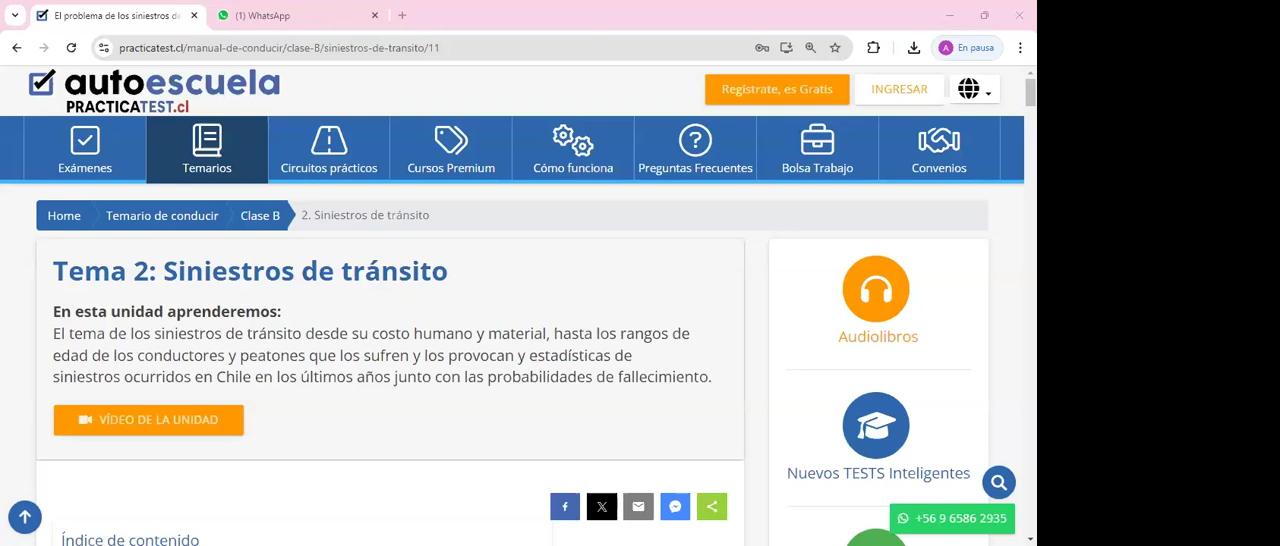 El problema de los siniestros de
(1) WhatsApp
practicatest.cl/manual-de-conducir/clase-B/siniestros-de-transito/11
A
En pausa
autoescuela
PRACTICATEST.cl
Regístrate, es Gratis
INGRESAR
Exámenes
Temarios
Circuitos prácticos
Cursos Premium
Cómo funciona
Preguntas Frecuentes
Bolsa Trabajo
Convenios
Home
Temario de conducir
Clase B
2. Siniestros de tránsito
Tema 2: Siniestros de tránsito
En esta unidad aprenderemos:
El tema de los siniestros de tránsito desde su costo humano y material, hasta los rangos de
edad de los conductores y peatones que los sufren y los provocan y estadísticas de
siniestros ocurridos en Chile en los últimos años junto con las probabilidades de fallecimiento.
VÍDEO DE LA UNIDAD
Audiolibros
Nuevos TESTS Inteligentes
+56 9 6586 2935
Índice de contenido